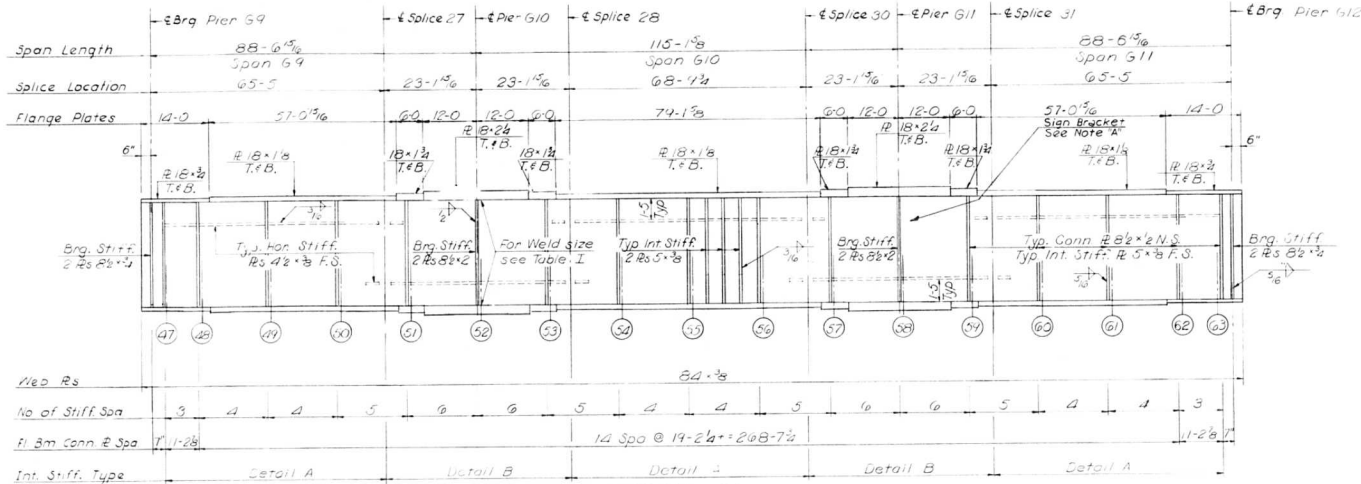 ℄ Brg Pier G9 ℄ Splice 27 ℄ Pier G10 ℄ Splice 28 ℄ Splice 30 ℄ Pier G11 ℄ Splice 31 ℄ Brg. Pier G12
Span Length 88-6 15/16 115-1 5/8 88-6 15/16
Span G9 Span G10 Span G11
Splice Location 65-5 23-1 15/16 23-1 15/16 68-9 3/4 23-1 15/16 23-1 15/16 65-5
Flange Plates 14-0 57-0 15/16 6-0 12-0 12-0 6-0 79-1 5/8 6-0 12-0 12-0 6-0 57-0 15/16 14-0
6" ℞ 18×3/4 T.&B. ℞ 18×1 1/8 T.&B. 18×1 3/4 T.&B. ℞ 18×2 1/4 T.&B. 18×1 3/4 T.&B. ℞ 18×1 1/8 T.&B. ℞ 18×1 3/4 T.&B. ℞ 18×2 1/4 T.&B. ℞ 18×1 3/4 T.&B. Sign Bracket See Note "A" ℞ 18×1 1/8 T.&B. ℞ 18×3/4 T.&B. 6"
3/16 1/2 1-5 Typ
Brg. Stiff. 2 ℞s 8 1/2×3/4
Typ. Hor. Stiff. ℞s 4 1/2×3/8 F.S.
Brg. Stiff. 2 ℞s 8 1/2×2
For Weld size see Table I
Typ Int. Stiff. 2 ℞s 5×3/8
3/16
Brg. Stiff. 2 ℞s 8 1/2×2
1-5 Typ
Typ. Conn ℞ 8 1/2×1/2 N.S.
Typ Int. Stiff. ℞ 5×3/8 F.S.
5/16
Brg. Stiff 2 ℞s 8 1/2×3/4
5/16
47 48 49 50 51 52 53 54 55 56 57 58 59 60 61 62 63
Web ℞s 84×3/8
No of Stiff. Spa 3 4 4 5 6 6 5 4 4 5 6 6 5 4 4 3
Fl Bm Conn. ℞ Spa 7" 11-2 7/8 14 Spa @ 19-2 1/4+ = 268-7 1/4 11-2 7/8 7"
Int. Stiff. Type Detail A Detail B Detail A Detail B Detail A